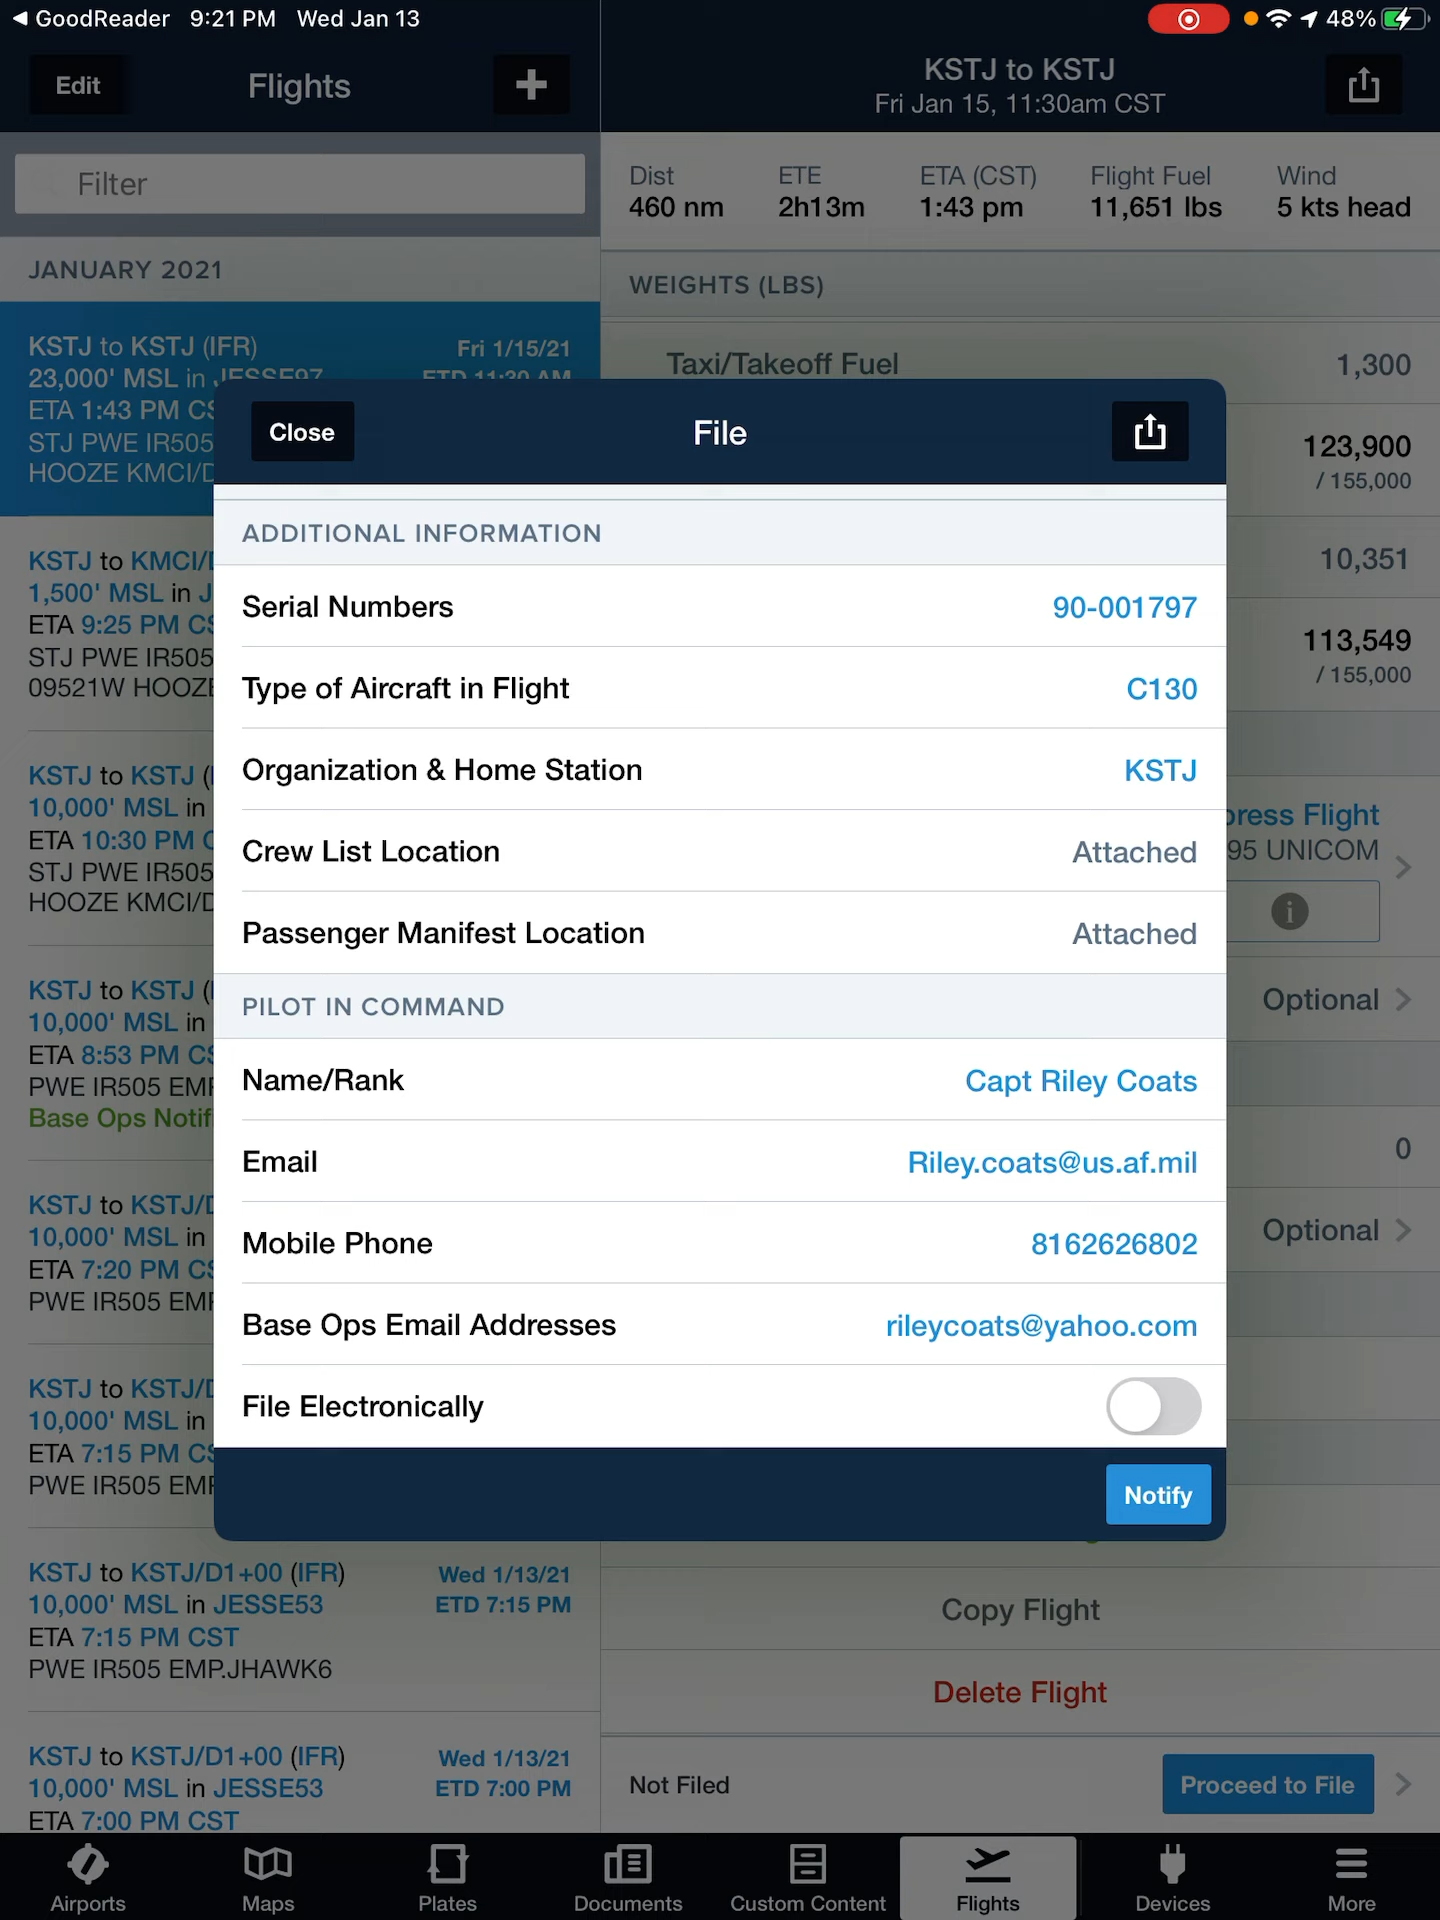 GoodReader 9:21 PM Wed Jan 13
48%
Edit
Flights
KSTJ to KSTJ
Fri Jan 15, 11:30am CST
Filter
Dist
460 nm
ETE
2h13m
ETA (CST)
1:43 pm
Flight Fuel
11,651 lbs
Wind
5 kts head
JANUARY 2021
WEIGHTS (LBS)
KSTJ to KSTJ (IFR)
Fri 1/15/21
23,000' MSL in JESSE97
ETD 11:30 AM
ETA 1:43 PM CS
STJ PWE IR505
HOOZE KMCI/D
Taxi/Takeoff Fuel
1,300
123,900
/ 155,000
10,351
113,549
/ 155,000
press Flight
95 UNICOM
i
Optional
0
Optional
Close
File
ADDITIONAL INFORMATION
Serial Numbers
90-001797
Type of Aircraft in Flight
C130
Organization & Home Station
KSTJ
Crew List Location
Attached
Passenger Manifest Location
Attached
PILOT IN COMMAND
Name/Rank
Capt Riley Coats
Email
Riley.coats@us.af.mil
Mobile Phone
8162626802
Base Ops Email Addresses
rileycoats@yahoo.com
File Electronically
Notify
KSTJ to KMCI/D
1,500' MSL in J
ETA 9:25 PM CS
STJ PWE IR505
09521W HOOZE
KSTJ to KSTJ (I
10,000' MSL in
ETA 10:30 PM C
STJ PWE IR505
HOOZE KMCI/D
KSTJ to KSTJ (I
10,000' MSL in
ETA 8:53 PM CS
PWE IR505 EMP
Base Ops Notif
KSTJ to KSTJ/D
10,000' MSL in
ETA 7:20 PM CS
PWE IR505 EMP
KSTJ to KSTJ/D
10,000' MSL in
ETA 7:15 PM CS
PWE IR505 EMP
KSTJ to KSTJ/D1+00 (IFR)
Wed 1/13/21
10,000' MSL in JESSE53
ETD 7:15 PM
ETA 7:15 PM CST
PWE IR505 EMP.JHAWK6
KSTJ to KSTJ/D1+00 (IFR)
Wed 1/13/21
10,000' MSL in JESSE53
ETD 7:00 PM
ETA 7:00 PM CST
Copy Flight
Delete Flight
Not Filed
Proceed to File
Airports
Maps
Plates
Documents
Custom Content
Flights
Devices
More